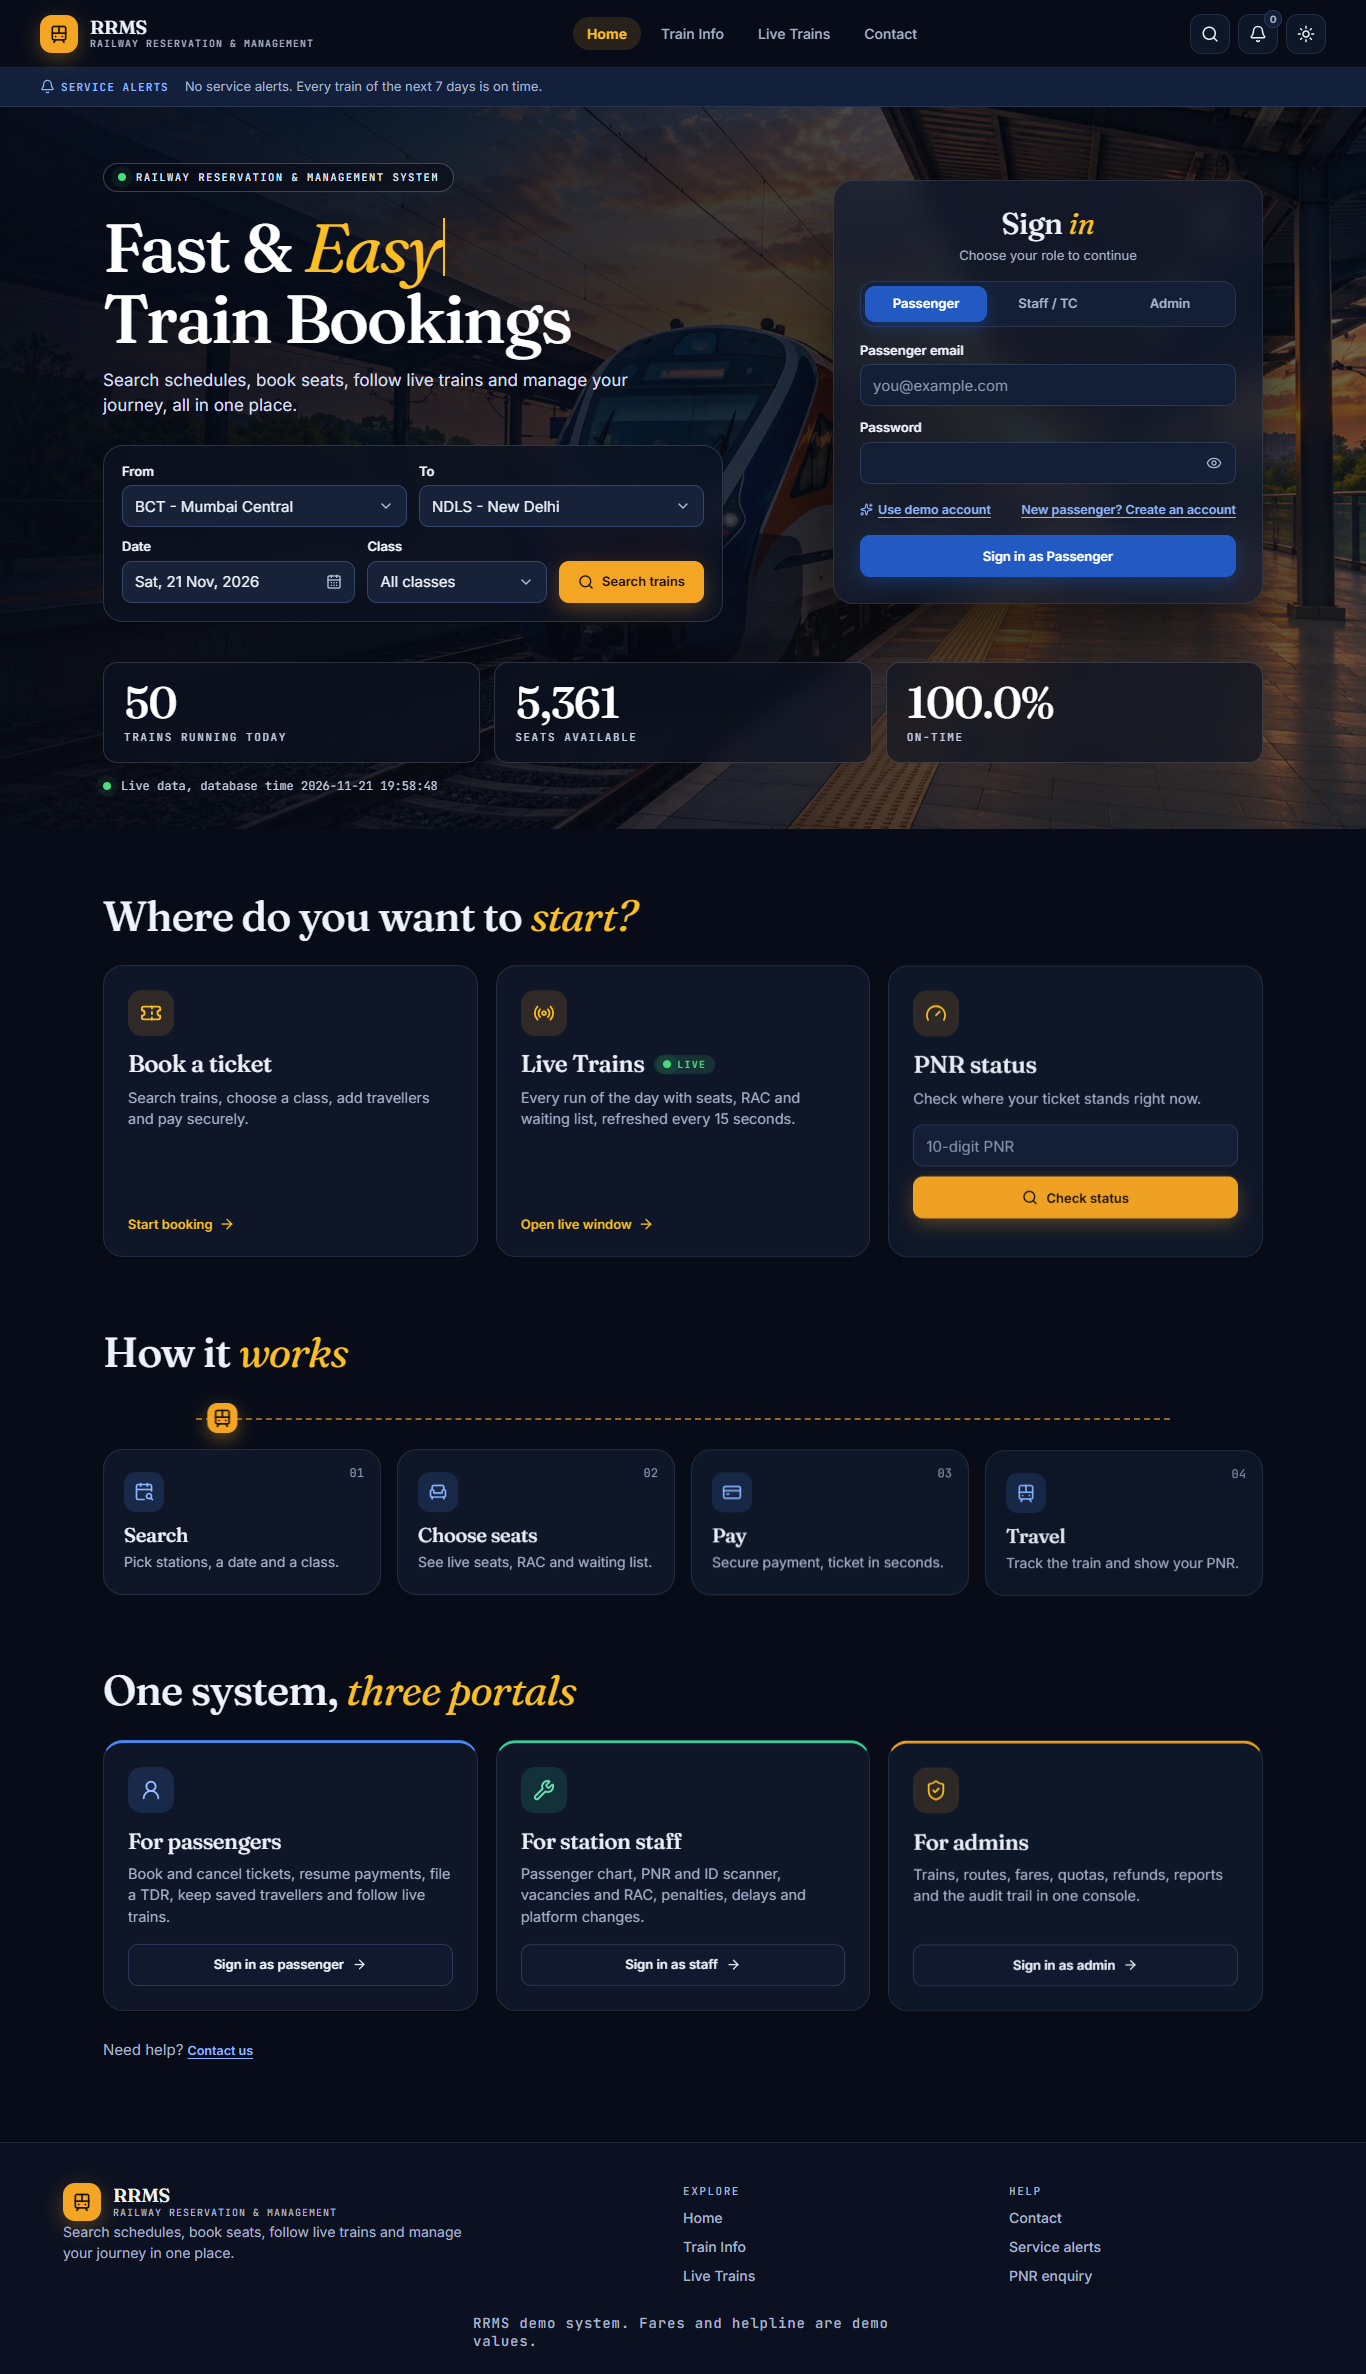 RRMS
RAILWAY RESERVATION & MANAGEMENT
Home
Train Info
Live Trains
Contact
0
SERVICE ALERTS
No service alerts. Every train of the next 7 days is on time.
RAILWAY RESERVATION & MANAGEMENT SYSTEM
Fast & Easy
Train Bookings
Search schedules, book seats, follow live trains and manage your
journey, all in one place.
From
To
BCT - Mumbai Central
NDLS - New Delhi
Date
Class
Sat, 21 Nov, 2026
All classes
Search trains
Sign in
Choose your role to continue
Passenger
Staff / TC
Admin
Passenger email
you@example.com
Password
Use demo account
New passenger? Create an account
Sign in as Passenger
50
TRAINS RUNNING TODAY
5,361
SEATS AVAILABLE
100.0%
ON-TIME
Live data, database time 2026-11-21 19:58:48
Where do you want to start?
Book a ticket
Search trains, choose a class, add travellers
and pay securely.
Start booking
Live Trains
LIVE
Every run of the day with seats, RAC and
waiting list, refreshed every 15 seconds.
Open live window
PNR status
Check where your ticket stands right now.
10-digit PNR
Check status
How it works
01
Search
Pick stations, a date and a class.
02
Choose seats
See live seats, RAC and waiting list.
03
Pay
Secure payment, ticket in seconds.
04
Travel
Track the train and show your PNR.
One system, three portals
For passengers
Book and cancel tickets, resume payments, file
a TDR, keep saved travellers and follow live
trains.
Sign in as passenger
For station staff
Passenger chart, PNR and ID scanner,
vacancies and RAC, penalties, delays and
platform changes.
Sign in as staff
For admins
Trains, routes, fares, quotas, refunds, reports
and the audit trail in one console.
Sign in as admin
Need help? Contact us
RRMS
RAILWAY RESERVATION & MANAGEMENT
Search schedules, book seats, follow live trains and manage
your journey in one place.
EXPLORE
Home
Train Info
Live Trains
HELP
Contact
Service alerts
PNR enquiry
RRMS demo system. Fares and helpline are demo
values.